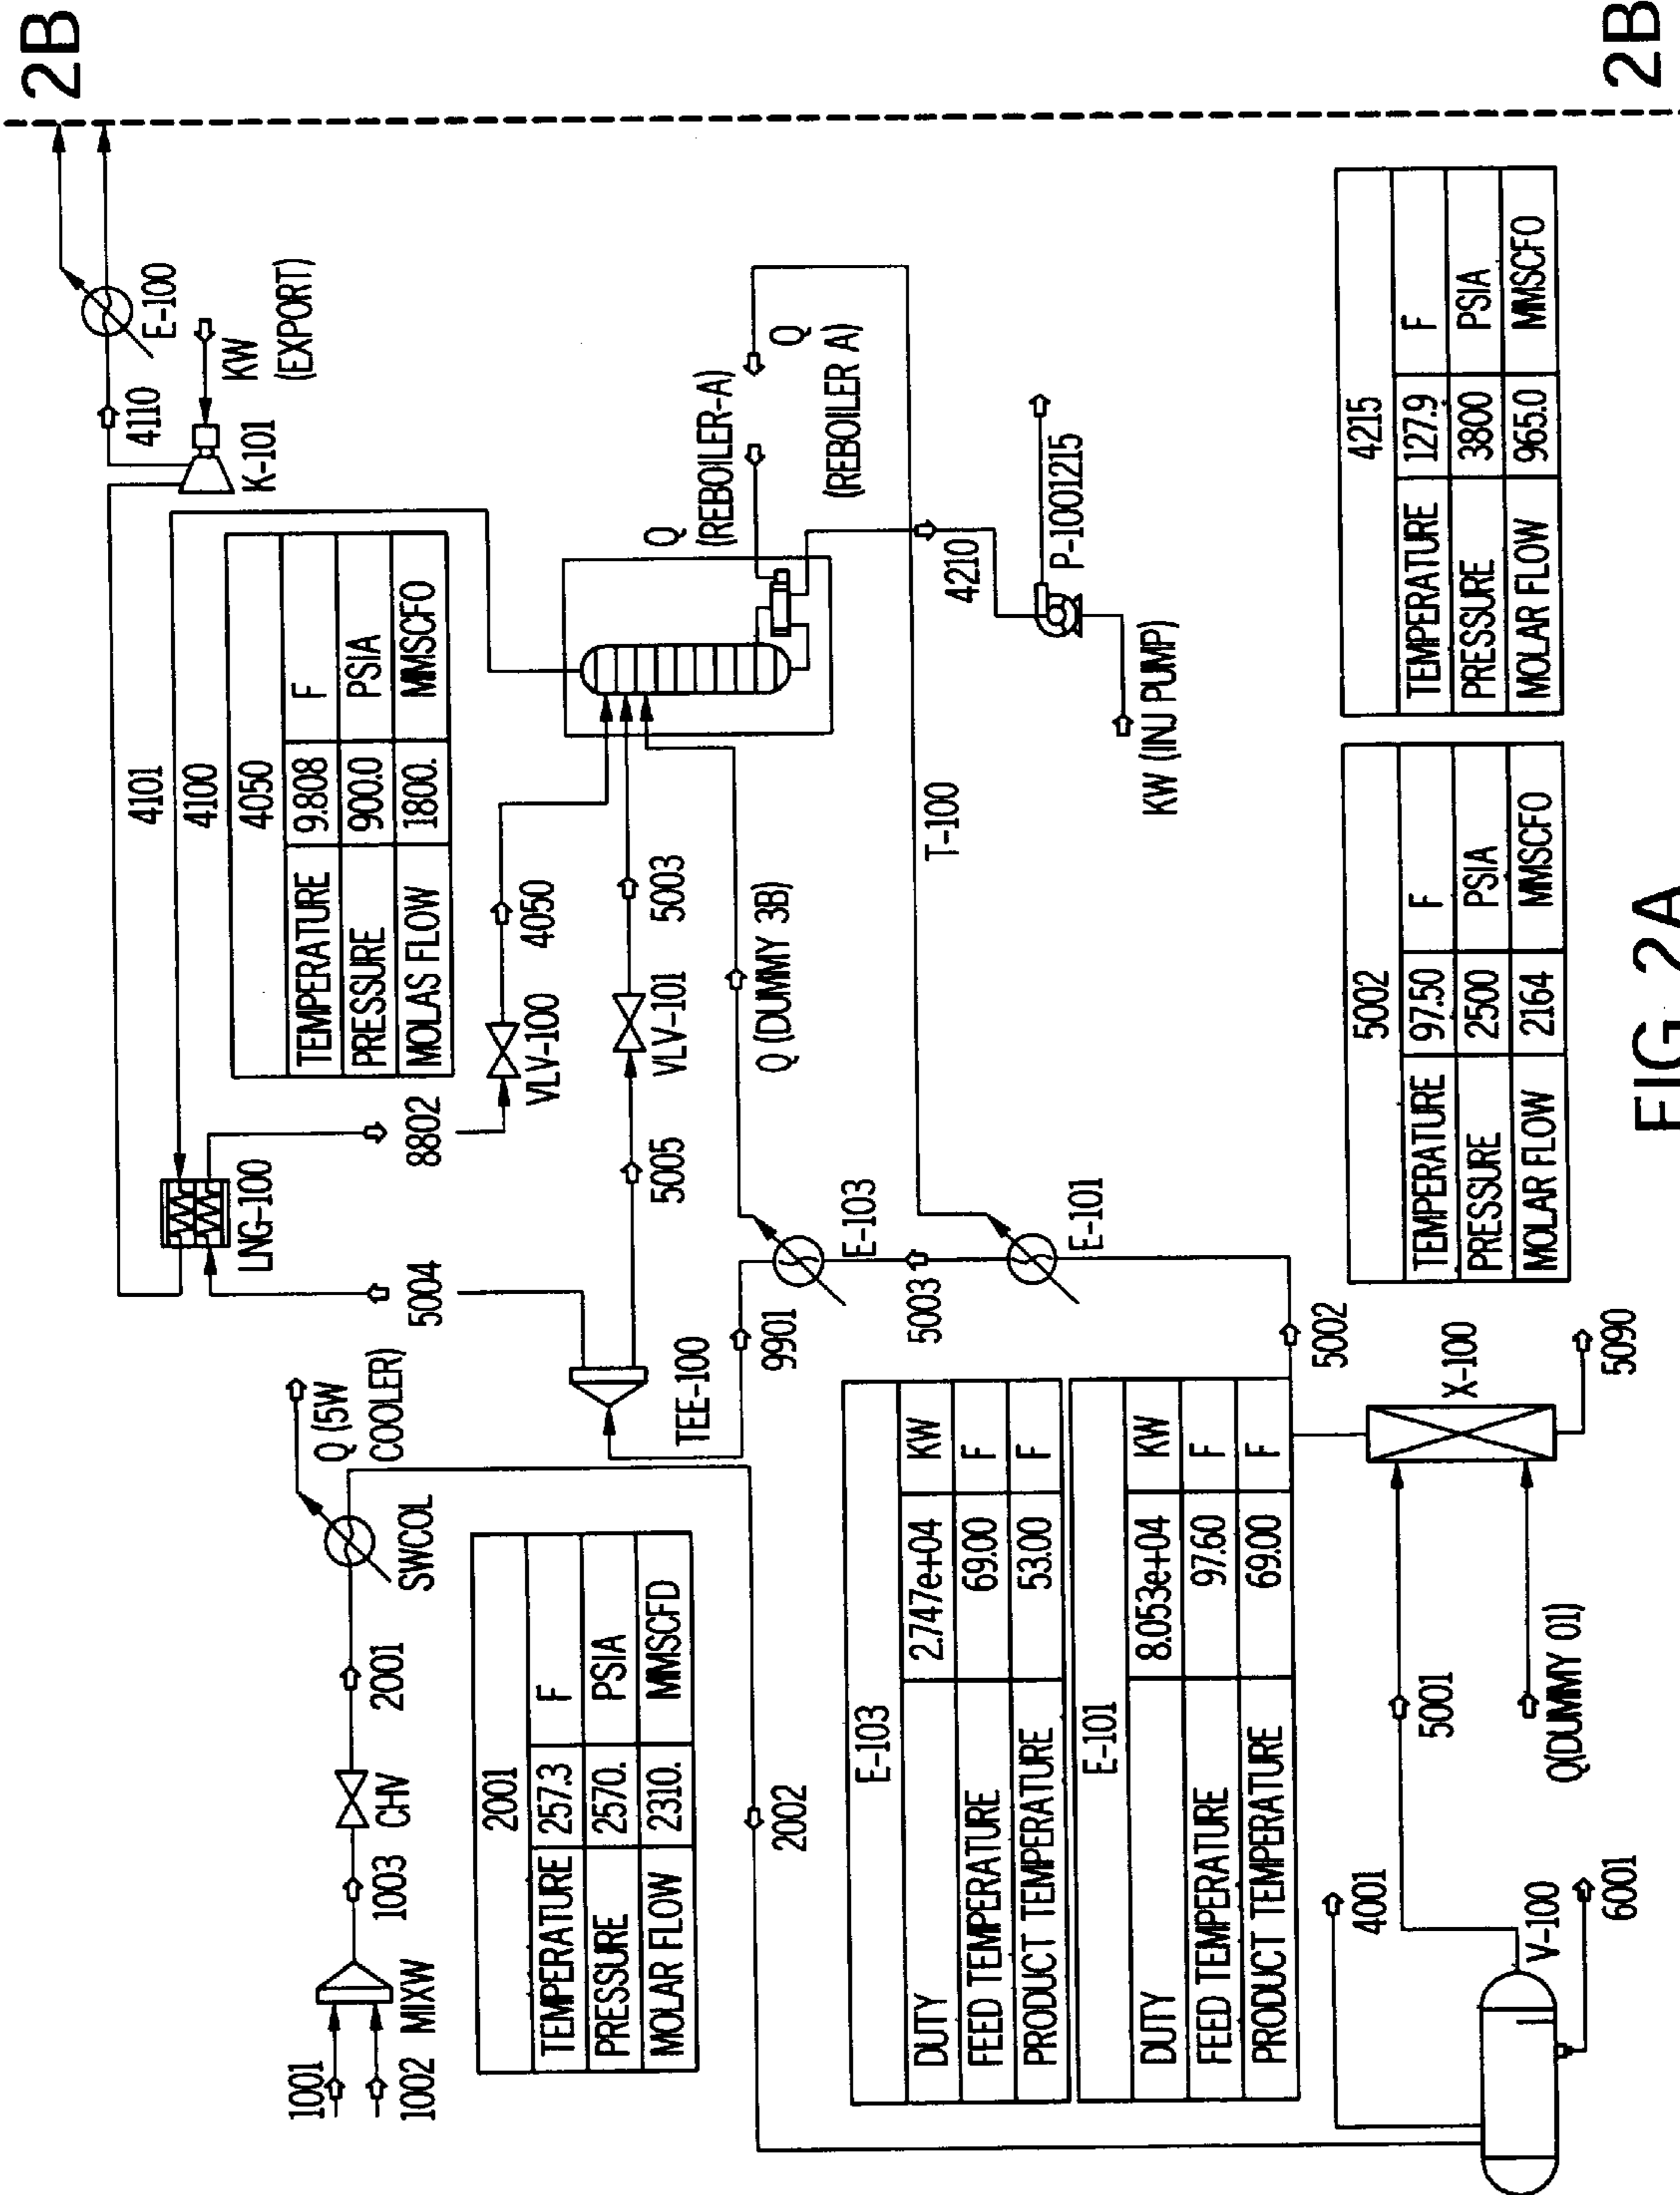 2B
2B
1001
1002
MIXW
1003
CHV
2001
SWCOL
Q (5W
COOLER)
2001
TEMPERATURE 257.3 F
PRESSURE 2570. PSIA
MOLAR FLOW 2310. MMSCFD
2002
5004
LNG-100
8802
4101
4100
4110
K-101
KW
(EXPORT)
E-100
4050
TEMPERATURE 9.808 F
PRESSURE 900.0 PSIA
MOLAS FLOW 1800. MMSCFO
VLV-100
4050
TEE-100
5005
VLV-101
5003
Q (DUMMY 3B)
9901
E-103
5003
E-101
T-100
Q
(REBOILER-A)
Q
(REBOILER A)
4210
P-1001215
KW (INJ PUMP)
E-103
DUTY 2.747e+04 KW
FEED TEMPERATURE 69.00 F
PRODUCT TEMPERATURE 53.00 F
E-101
DUTY 8.053e+04 KW
FEED TEMPERATURE 97.60 F
PRODUCT TEMPERATURE 69.00 F
5002
4001
V-100
6001
5001
Q(DUMMY 01)
X-100
5090
5002
TEMPERATURE 97.50 F
PRESSURE 2500 PSIA
MOLAR FLOW 2164 MMSCFO
4215
TEMPERATURE 127.9 F
PRESSURE 3800 PSIA
MOLAR FLOW 965.0 MMSCFO
FIG. 2A